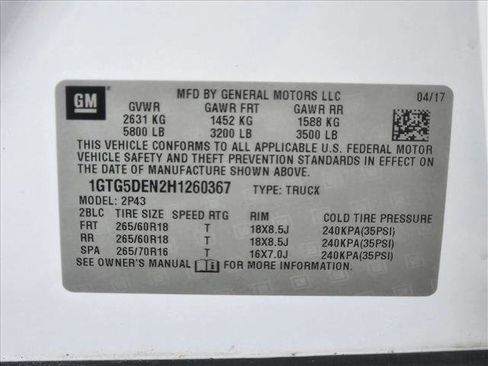 GM
MFD BY GENERAL MOTORS LLC 04/17
GVWR GAWR FRT GAWR RR
2631 KG 1452 KG 1588 KG
5800 LB 3200 LB 3500 LB
THIS VEHICLE CONFORMS TO ALL APPLICABLE U.S. FEDERAL MOTOR
VEHICLE SAFETY AND THEFT PREVENTION STANDARDS IN EFFECT ON
THE DATE OF MANUFACTURE SHOWN ABOVE.
1GTG5DEN2H1260367 TYPE: TRUCK
MODEL: 2P43
2BLC TIRE SIZE SPEED RTG RIM COLD TIRE PRESSURE
FRT 265/60R18 T 18X8.5J 240KPA(35PSI)
RR 265/60R18 T 18X8.5J 240KPA(35PSI)
SPA 265/70R16 T 16X7.0J 240KPA(35PSI)
SEE OWNER'S MANUAL FOR MORE INFORMATION.